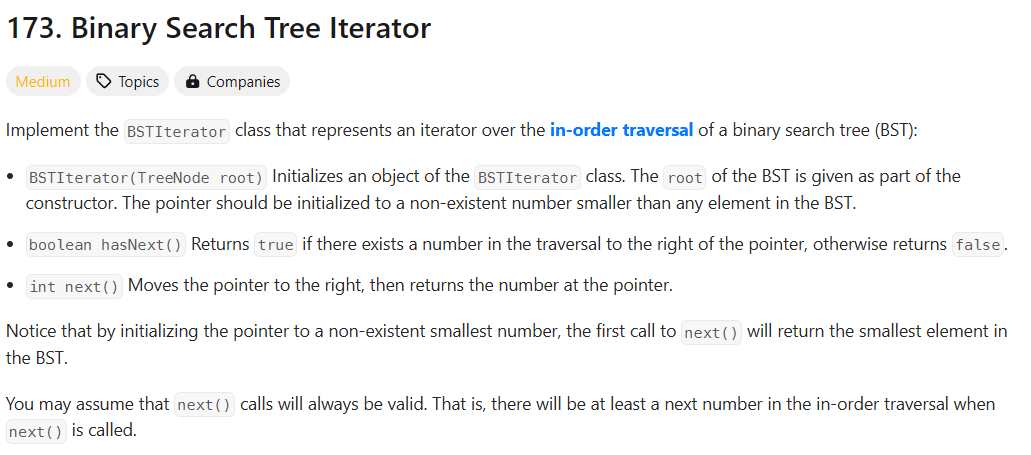 173. Binary Search Tree Iterator
Medium Topics Companies
Implement the BSTIterator class that represents an iterator over the in-order traversal of a binary search tree (BST):
• BSTIterator(TreeNode root) Initializes an object of the BSTIterator class. The root of the BST is given as part of the
constructor. The pointer should be initialized to a non-existent number smaller than any element in the BST.
• boolean hasNext() Returns true if there exists a number in the traversal to the right of the pointer, otherwise returns false.
• int next() Moves the pointer to the right, then returns the number at the pointer.
Notice that by initializing the pointer to a non-existent smallest number, the first call to next() will return the smallest element in
the BST.
You may assume that next() calls will always be valid. That is, there will be at least a next number in the in-order traversal when
next() is called.